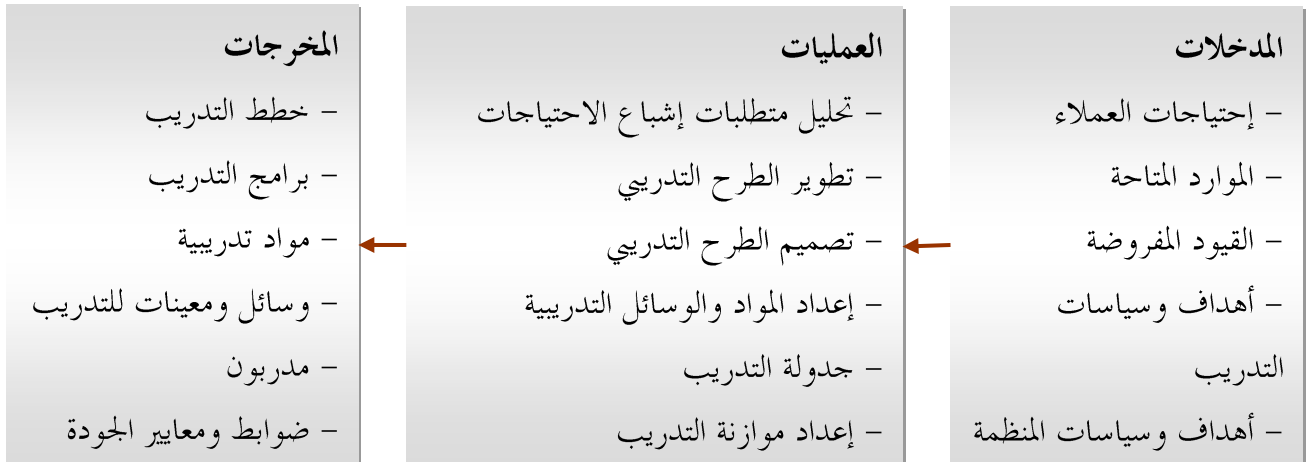 المدخلات
– إحتياجات العملاء
– الموارد المتاحة
– القيود المفروضة
– أهداف وسياسات
التدريب
– أهداف وسياسات المنظمة
العمليات
– تحليل متطلبات إشباع الاحتياجات
– تطوير الطرح التدريبي
– تصميم الطرح التدريبي
– إعداد المواد والوسائل التدريبية
– جدولة التدريب
– إعداد موازنة التدريب
المخرجات
– خطط التدريب
– برامج التدريب
– مواد تدريبية
– وسائل ومعينات للتدريب
– مدربون
– ضوابط ومعايير الجودة